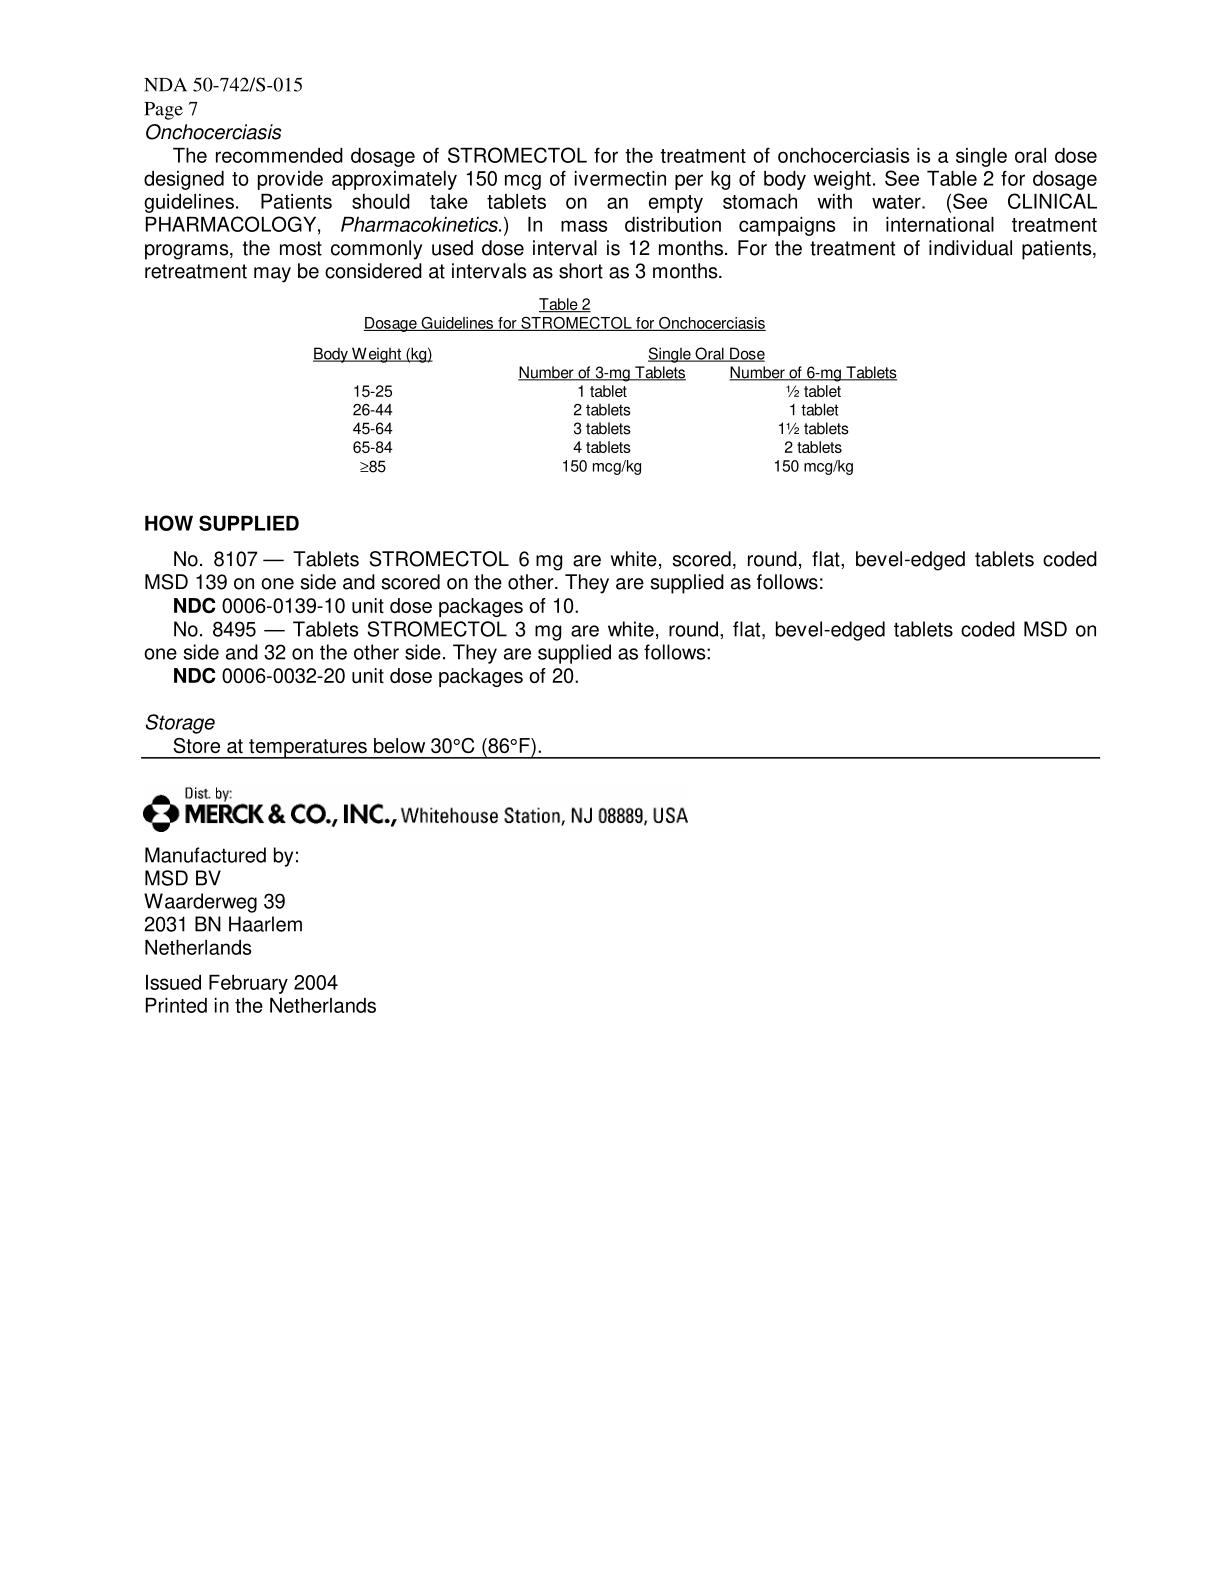 NDA 50-742/S-015
Page 7
Onchocerciasis
The recommended dosage of STROMECTOL for the treatment of onchocerciasis is a single oral dose
designed to provide approximately 150 mcg of ivermectin per kg of body weight. See Table 2 for dosage
guidelines. Patients should take tablets on an empty stomach with water. (See CLINICAL
PHARMACOLOGY, Pharmacokinetics.) In mass distribution campaigns in international treatment
programs, the most commonly used dose interval is 12 months. For the treatment of individual patients,
retreatment may be considered at intervals as short as 3 months.
Table 2
Dosage Guidelines for STROMECTOL for Onchocerciasis
Body Weight (kg) Single Oral Dose
Number of 3-mg Tablets Number of 6-mg Tablets
15-25 1 tablet ½ tablet
26-44 2 tablets 1 tablet
45-64 3 tablets 1½ tablets
65-84 4 tablets 2 tablets
≥85 150 mcg/kg 150 mcg/kg
HOW SUPPLIED
No. 8107 — Tablets STROMECTOL 6 mg are white, scored, round, flat, bevel-edged tablets coded
MSD 139 on one side and scored on the other. They are supplied as follows:
NDC 0006-0139-10 unit dose packages of 10.
No. 8495 — Tablets STROMECTOL 3 mg are white, round, flat, bevel-edged tablets coded MSD on
one side and 32 on the other side. They are supplied as follows:
NDC 0006-0032-20 unit dose packages of 20.
Storage
Store at temperatures below 30°C (86°F).
Dist. by:
MERCK & CO., INC., Whitehouse Station, NJ 08889, USA
Manufactured by:
MSD BV
Waarderweg 39
2031 BN Haarlem
Netherlands
Issued February 2004
Printed in the Netherlands